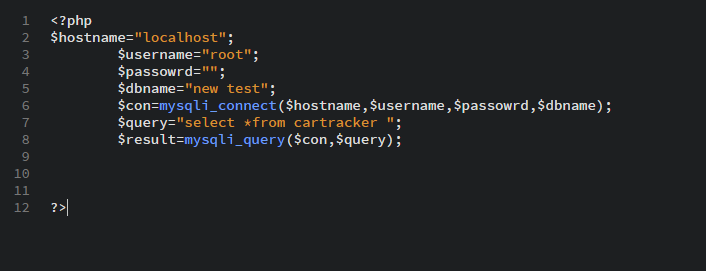 1 <?php
2 $hostname="localhost";
3 $username="root";
4 $passowrd="";
5 $dbname="new test";
6 $con=mysqli_connect($hostname,$username,$passowrd,$dbname);
7 $query="select *from cartracker ";
8 $result=mysqli_query($con,$query);
9
10
11
12 ?>